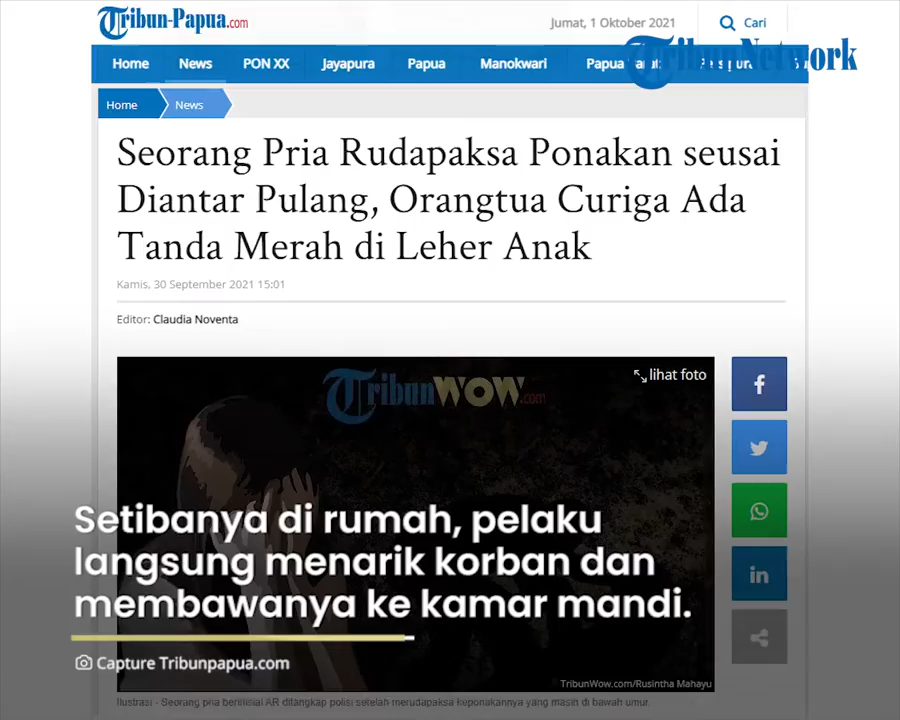 Tribun-Papua.com
Jumat, 1 Oktober 2021
Cari
Home News PON XX Jayapura Papua Manokwari
TribunNetwork
Home News
Seorang Pria Rudapaksa Ponakan seusai
Diantar Pulang, Orangtua Curiga Ada
Tanda Merah di Leher Anak
Kamis, 30 September 2021 15:01
Editor: Claudia Noventa
lihat foto
TribunWOW.com
Setibanya di rumah, pelaku
langsung menarik korban dan
membawanya ke kamar mandi.
Capture Tribunpapua.com
TribunWow.com/Rusintha Mahayu
Ilustrasi - Seorang pria berinisial AR ditangkap polisi setelah merudapaksa keponakannya yang masih di bawah umur.